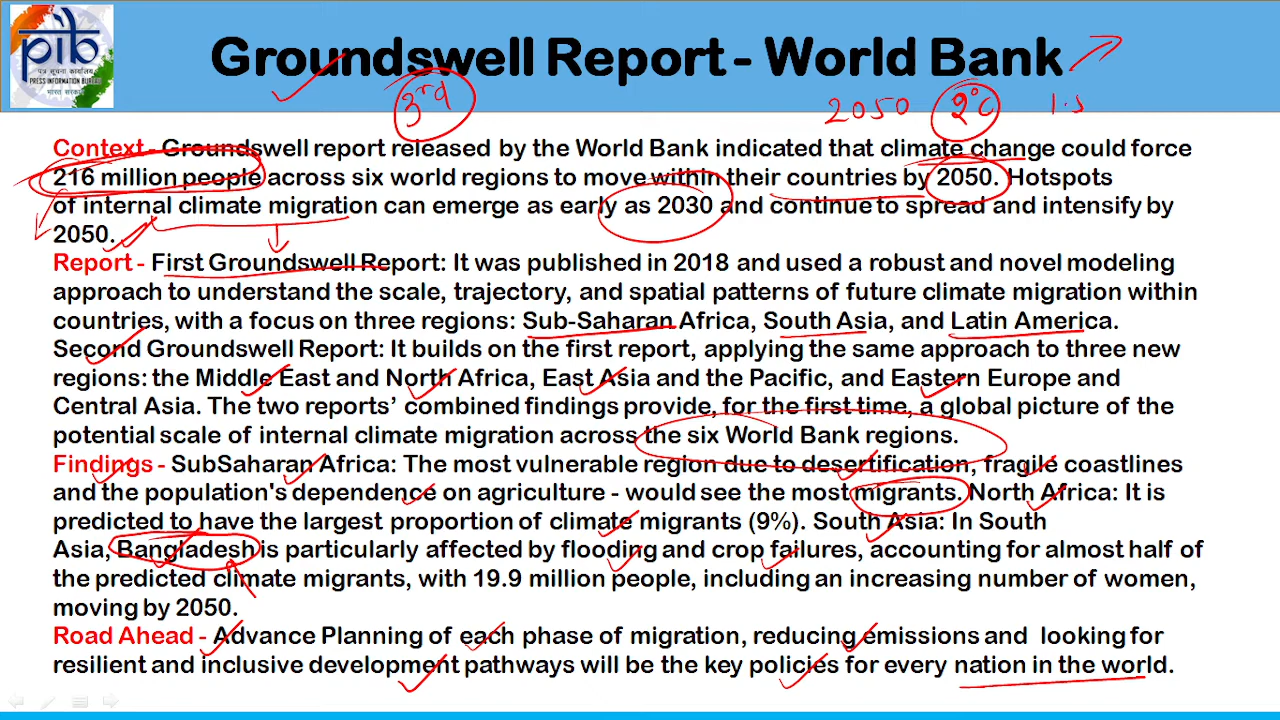 pib
पत्र सूचना कार्यालय
PRESS INFORMATION BUREAU
भारत सरकार
Groundswell Report - World Bank
3rd
2050 2°C 1.5
Context - Groundswell report released by the World Bank indicated that climate change could force
216 million people across six world regions to move within their countries by 2050. Hotspots
of internal climate migration can emerge as early as 2030 and continue to spread and intensify by
2050.
Report - First Groundswell Report: It was published in 2018 and used a robust and novel modeling
approach to understand the scale, trajectory, and spatial patterns of future climate migration within
countries, with a focus on three regions: Sub-Saharan Africa, South Asia, and Latin America.
Second Groundswell Report: It builds on the first report, applying the same approach to three new
regions: the Middle East and North Africa, East Asia and the Pacific, and Eastern Europe and
Central Asia. The two reports’ combined findings provide, for the first time, a global picture of the
potential scale of internal climate migration across the six World Bank regions.
Findings - SubSaharan Africa: The most vulnerable region due to desertification, fragile coastlines
and the population's dependence on agriculture - would see the most migrants. North Africa: It is
predicted to have the largest proportion of climate migrants (9%). South Asia: In South
Asia, Bangladesh is particularly affected by flooding and crop failures, accounting for almost half of
the predicted climate migrants, with 19.9 million people, including an increasing number of women,
moving by 2050.
Road Ahead - Advance Planning of each phase of migration, reducing emissions and looking for
resilient and inclusive development pathways will be the key policies for every nation in the world.